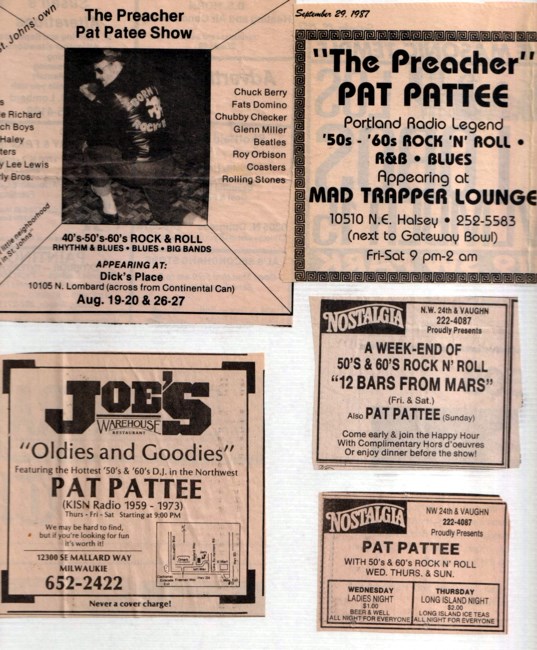 St. Johns' own
The Preacher
Pat Patee Show
s
e Richard
ch Boys
Haley
ters
y Lee Lewis
rly Bros.
Chuck Berry
Fats Domino
Chubby Checker
Glenn Miller
Beatles
Roy Orbison
Coasters
Rolling Stones
little neighborhood
in St Johns"
40's-50's-60's ROCK & ROLL
RHYTHM & BLUES • BLUES • BIG BANDS
APPEARING AT:
Dick's Place
10105 N. Lombard (across from Continental Can)
Aug. 19-20 & 26-27
September 29, 1987
"The Preacher"
PAT PATTEE
Portland Radio Legend
'50s - '60s ROCK 'N' ROLL •
R&B • BLUES
Appearing at
MAD TRAPPER LOUNGE
10510 N.E. Halsey • 252-5583
(next to Gateway Bowl)
Fri-Sat 9 pm-2 am
NOSTALGIA
N.W. 24th & VAUGHN
222-4087
Proudly Presents
A WEEK-END OF
50'S & 60'S ROCK N' ROLL
"12 BARS FROM MARS"
(Fri. & Sat.)
Also PAT PATTEE (Sunday)
Come early & join the Happy Hour
With Complimentary Hors d'oeuvres
Or enjoy dinner before the show!
JOE'S
WAREHOUSE
RESTAURANT
"Oldies and Goodies"
Featuring the Hottest '50's & '60's D.J. in the Northwest
PAT PATTEE
(KISN Radio 1959 - 1973)
Thurs - Fri - Sat Starting at 9:00 PM
We may be hard to find,
but if you're looking for fun
It's worth it!
12300 SE MALLARD WAY
MILWAUKIE
652-2422
Never a cover charge!
NOSTALGIA
NW 24th & VAUGHN
222-4087
Proudly Presents
PAT PATTEE
WITH 50's & 60's ROCK N' ROLL
WED. THURS. & SUN.
WEDNESDAY
LADIES NIGHT
$1.00
BEER & WELL
ALL NIGHT FOR EVERYONE
THURSDAY
LONG ISLAND NIGHT
$2.00
LONG ISLAND ICE TEAS
ALL NIGHT FOR EVERYONE